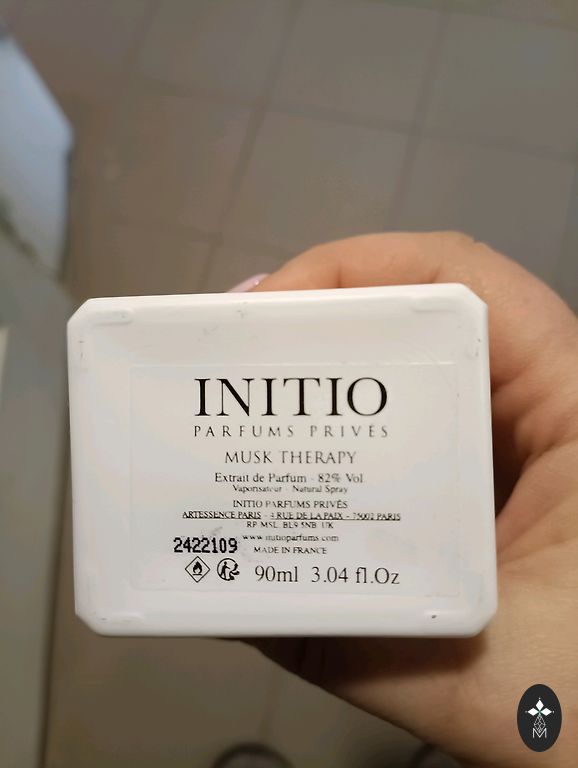 INITIO
PARFUMS PRIVÉS
MUSK THERAPY
Extrait de Parfum - 82% Vol
Vaporisateur - Natural Spray
INITIO PARFUMS PRIVÉS
ARTESSENCE PARIS - 4 RUE DE LA PAIX - 75002 PARIS
RP MSL, BL9 5NB UK
www.initioparfums.com
2422109
MADE IN FRANCE
90ml 3.04 fl.Oz
M